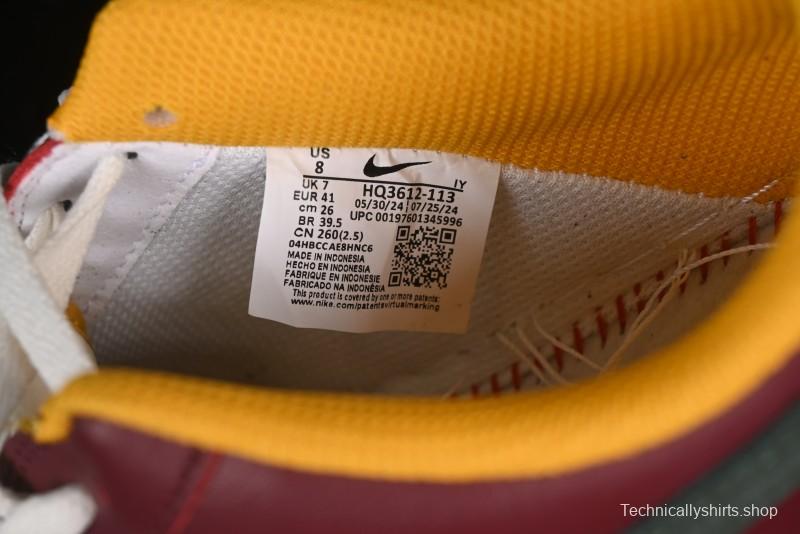 US
8
UK 7
EUR 41
cm 26
BR 39.5
CN 260(2.5)
IY
HQ3612-113
05/30/24 07/25/24
UPC 00197601345996
04HBCCAE8HNC6
MADE IN INDONESIA
HECHO EN INDONESIA
FABRIQUE EN INDONESIE
FABRICADO NA INDONÉSIA
This product is covered by one or more patents:
www.nike.com/patentsvirtualmarking
Technicallyshirts.shop